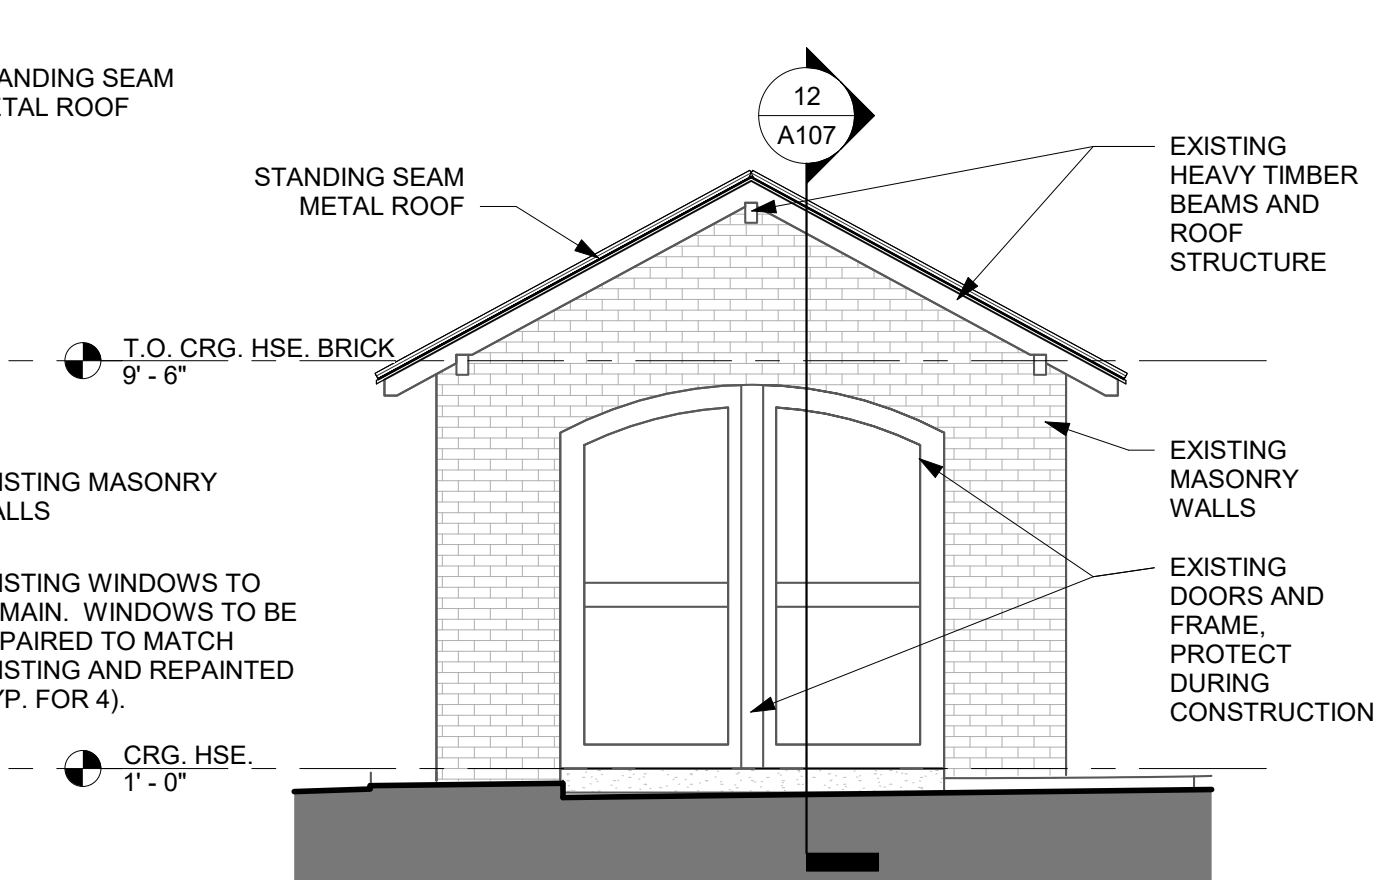 ANDING SEAM
ETAL ROOF
12
A107
STANDING SEAM
METAL ROOF
EXISTING
HEAVY TIMBER
BEAMS AND
ROOF
STRUCTURE
T.O. CRG. HSE. BRICK
9' - 6"
ISTING MASONRY
ALLS
EXISTING
MASONRY
WALLS
ISTING WINDOWS TO
MAIN. WINDOWS TO BE
PAIRED TO MATCH
ISTING AND REPAINTED
YP. FOR 4).
EXISTING
DOORS AND
FRAME,
PROTECT
DURING
CONSTRUCTION
CRG. HSE.
1' - 0"